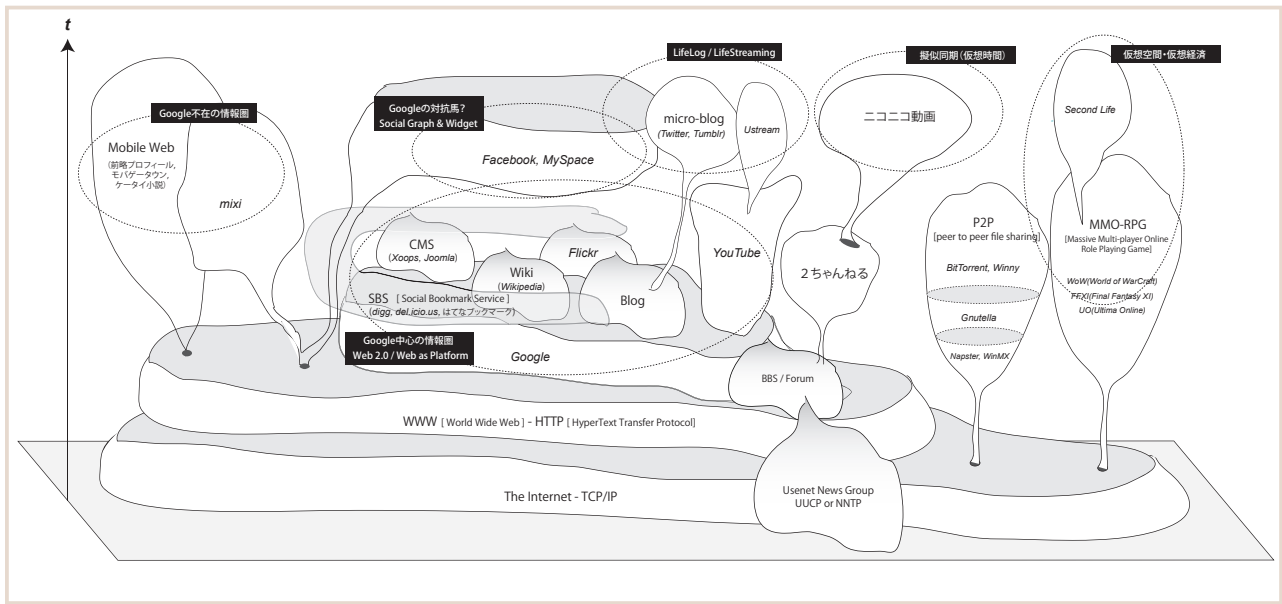 t
Google不在の情報圏
Mobile Web
(前略プロフィール,
モバゲータウン,
ケータイ小説)
mixi
Googleの対抗馬?
Social Graph & Widget
Facebook, MySpace
LifeLog / LifeStreaming
micro-blog
(Twitter, Tumblr)
Ustream
擬似同期(仮想時間)
ニコニコ動画
仮想空間・仮想経済
Second Life
CMS
(Xoops, Joomla)
Wiki
(Wikipedia)
Flickr
Blog
YouTube
SBS [ Social Bookmark Service ]
(digg, del.icio.us, はてなブックマーク)
Google中心の情報圏
Web 2.0 / Web as Platform
Google
2ちゃんねる
BBS / Forum
P2P
[peer to peer file sharing]
BitTorrent, Winny
Gnutella
Napster, WinMX
MMO-RPG
[Massive Multi-player Online
Role Playing Game]
WoW(World of WarCraft)
FFXI(Final Fantasy XI)
UO(Ultima Online)
WWW [ World Wide Web ] - HTTP [ HyperText Transfer Protocol]
The Internet - TCP/IP
Usenet News Group
UUCP or NNTP